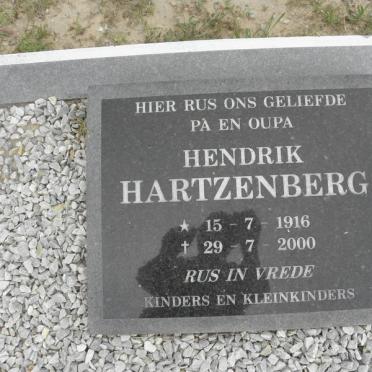 HIER RUS ONS GELIEFDE
PA EN OUPA
HENDRIK
HARTZENBERG
★ 15 - 7 - 1916
† 29 - 7 - 2000
RUS IN VREDE
KINDERS EN KLEINKINDERS